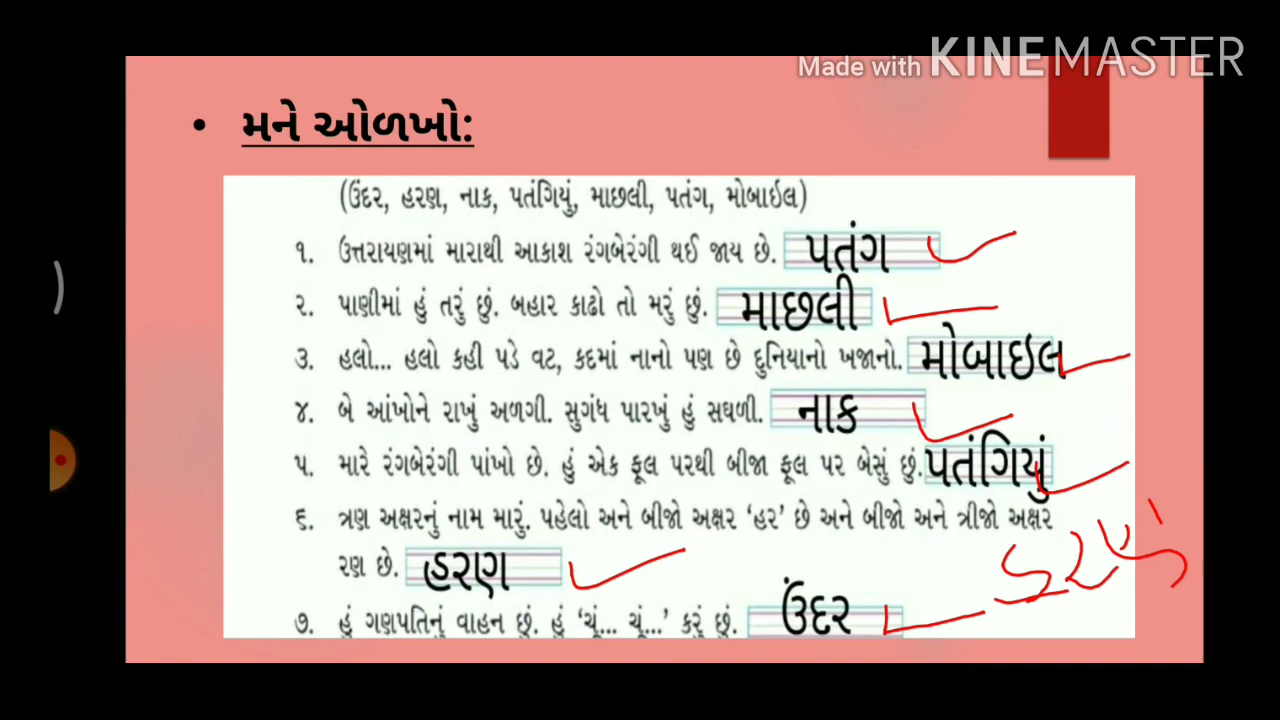 Made with KINEMASTER
• મને ઓળખો:
(ઉંદર, હરણ, નાક, પતંગિયું, માછલી, પતંગ, મોબાઇલ)
૧. ઉત્તરાયણમાં મારાથી આકાશ રંગબેરંગી થઈ જાય છે. પતંગ
૨. પાણીમાં હું તરું છું. બહાર કાઢો તો મરું છું. માછલી
૩. હલો... હલો કહી પડે વટ, કદમાં નાનો પણ છે દુનિયાનો ખજાનો. મોબાઇલ
૪. બે આંખોને રાખું અળગી. સુગંધ પારખું હું સઘળી. નાક
૫. મારે રંગબેરંગી પાંખો છે. હું એક ફૂલ પરથી બીજા ફૂલ પર બેસું છું. પતંગિયું
૬. ત્રણ અક્ષરનું નામ મારું. પહેલો અને બીજો અક્ષર ‘હર’ છે અને બીજો અને ત્રીજો અક્ષર
રણ છે. હરણ
૭. હું ગણપતિનું વાહન છું. હું ‘ચૂં... ચૂં...’ કરું છું. ઉંદર